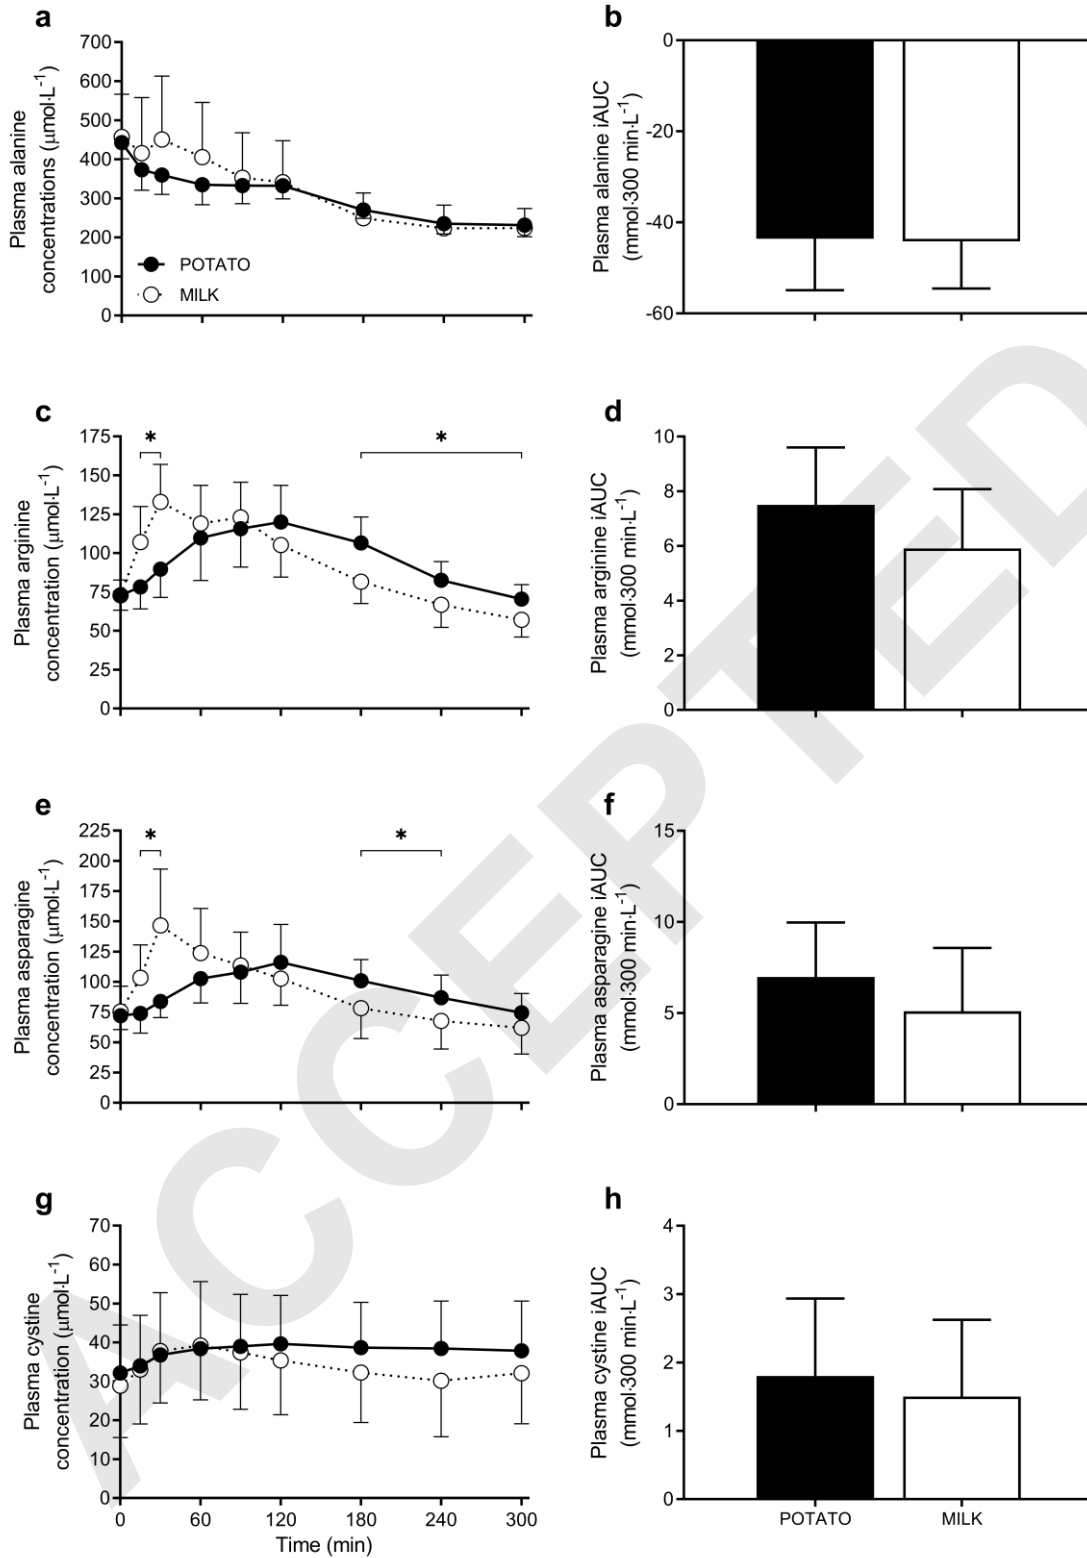 a
Plasma alanine
concentrations (μmol·L⁻¹)
700
600
500
400
300
200
100
0
POTATO
MILK
b
Plasma alanine iAUC
(mmol·300 min·L⁻¹)
0
-20
-40
-60
c
Plasma arginine
concentration (μmol·L⁻¹)
175
150
125
100
75
50
25
0
*
*
d
Plasma arginine iAUC
(mmol·300 min·L⁻¹)
10
8
6
4
2
0
e
Plasma asparagine
concentration (μmol·L⁻¹)
225
200
175
150
125
100
75
50
25
0
*
*
f
Plasma asparagine iAUC
(mmol·300 min·L⁻¹)
15
10
5
0
g
Plasma cystine
concentration (μmol·L⁻¹)
70
60
50
40
30
20
10
0
0 60 120 180 240 300
Time (min)
h
Plasma cystine iAUC
(mmol·300 min·L⁻¹)
4
3
2
1
0
POTATO MILK
ACCEPTED